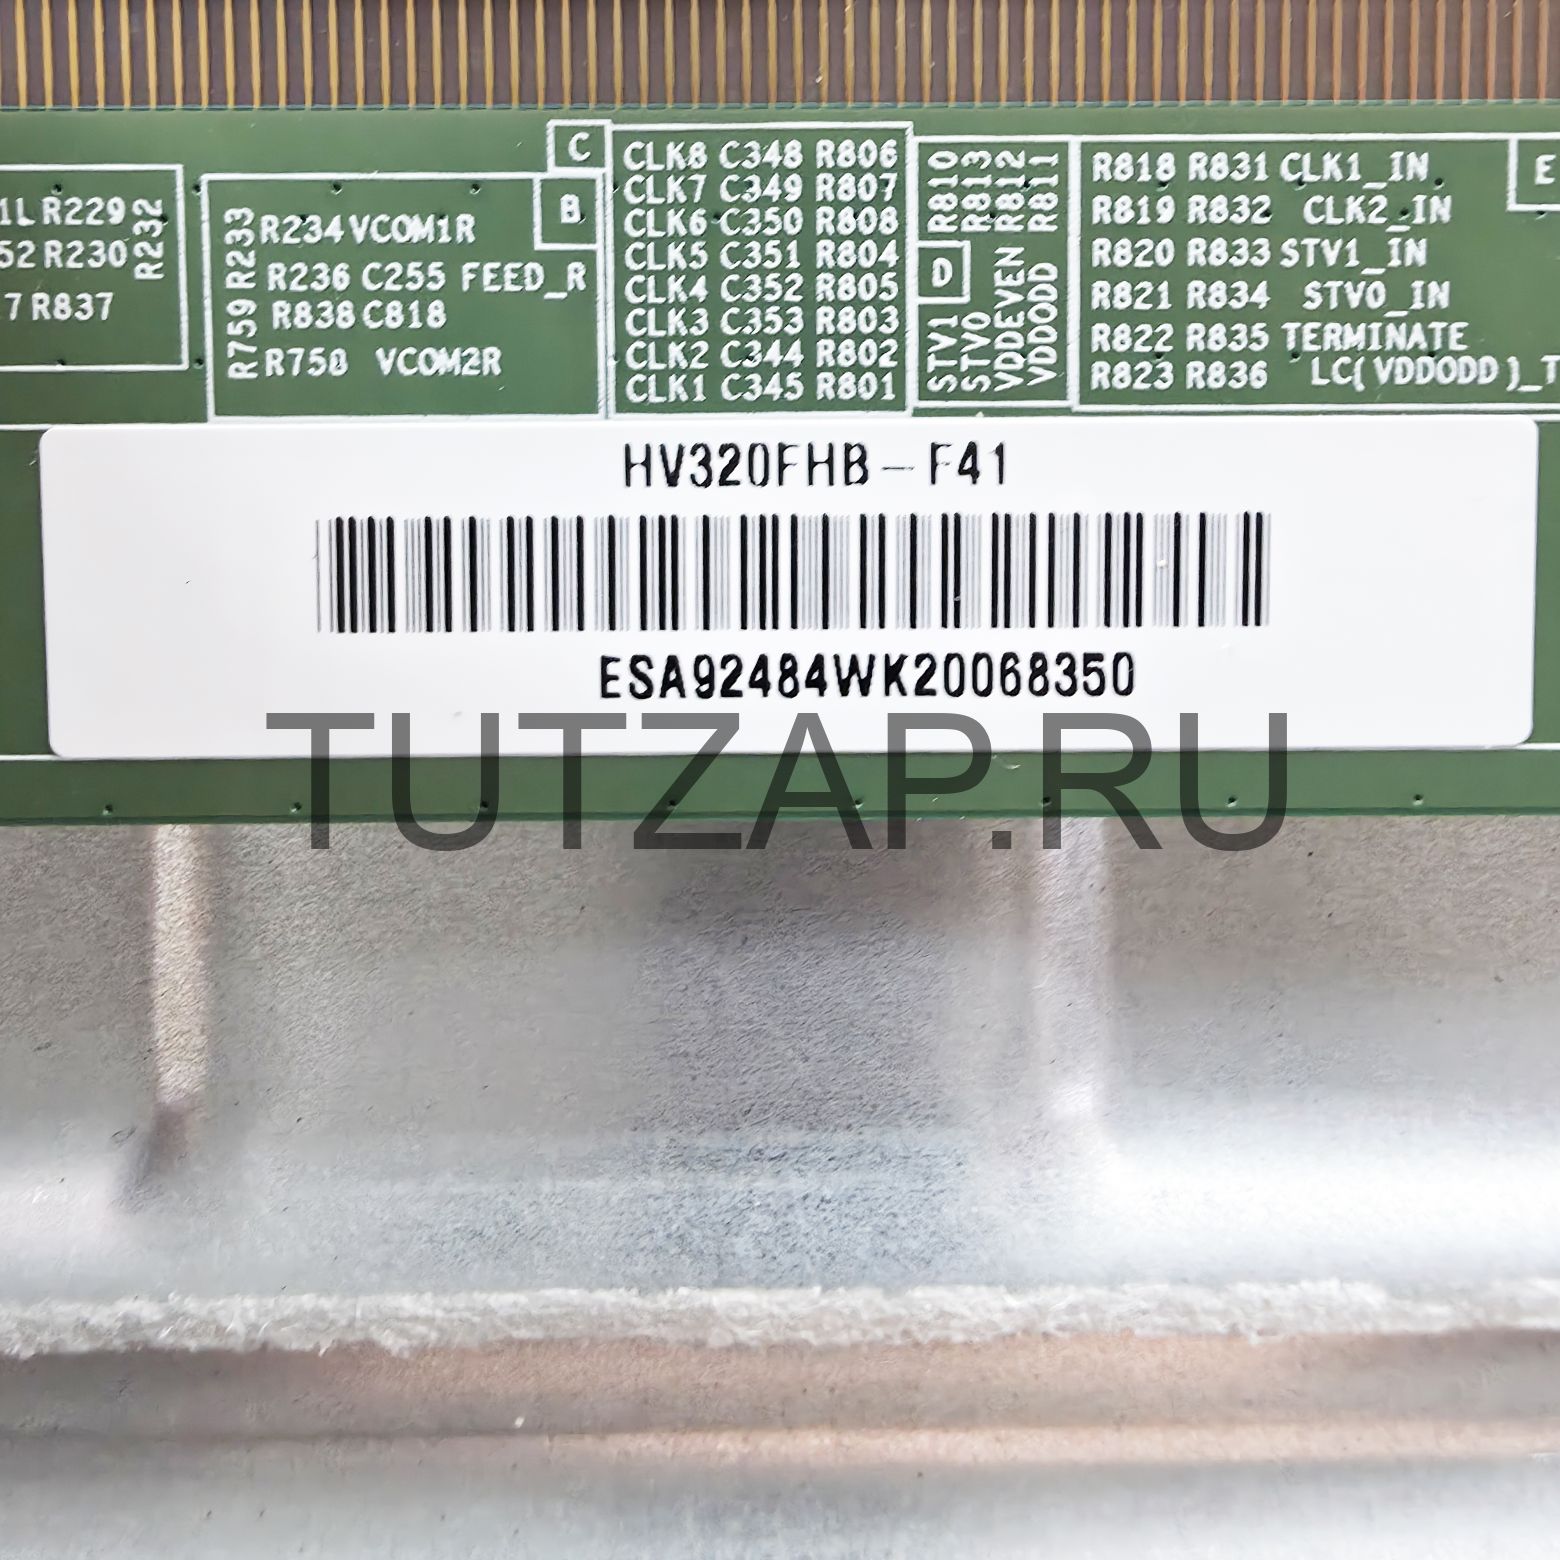 1L R229
52 R230
7 R837
R232
R759 R233
B
R234 VCOM1R
R236 C255 FEED_R
R838 C818
R750 VCOM2R
C
CLK8 C348 R806
CLK7 C349 R807
CLK6 C350 R808
CLK5 C351 R804
CLK4 C352 R805
CLK3 C353 R803
CLK2 C344 R802
CLK1 C345 R801
D
STV1 R810
STV0 R813
VDDEVEN R812
VDDODD R811
E
R818 R831 CLK1_IN
R819 R832 CLK2_IN
R820 R833 STV1_IN
R821 R834 STV0_IN
R822 R835 TERMINATE
R823 R836 LC(VDDODD)_T
HV320FHB-F41
ESA92484WK20068350
TUTZAP.RU